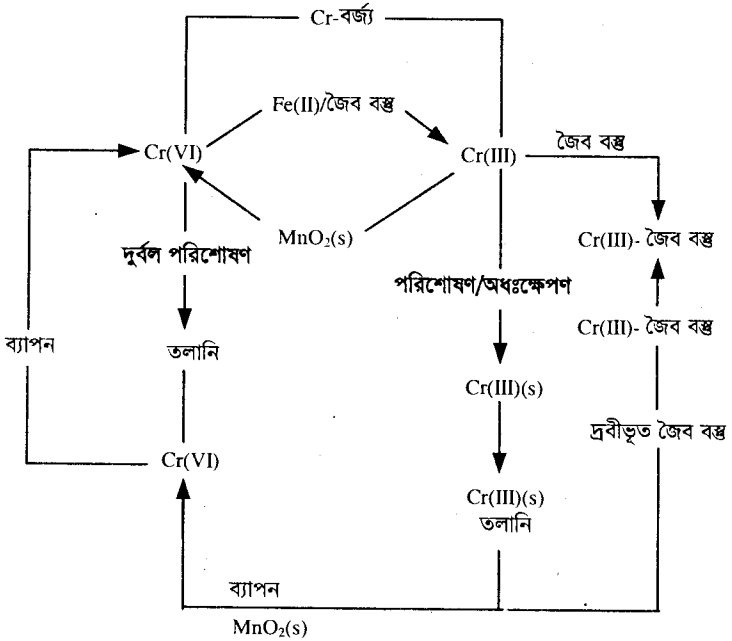 Cr-বর্জ্য
Fe(II)/জৈব বস্তু
Cr(VI)
Cr(III)
জৈব বস্তু
MnO₂(s)
Cr(III)- জৈব বস্তু
দুর্বল পরিশোষণ
পরিশোষণ/অধঃক্ষেপণ
Cr(III)- জৈব বস্তু
ব্যাপন
তলানি
Cr(III)(s)
দ্রবীভূত জৈব বস্তু
Cr(VI)
Cr(III)(s)
তলানি
ব্যাপন
MnO₂(s)